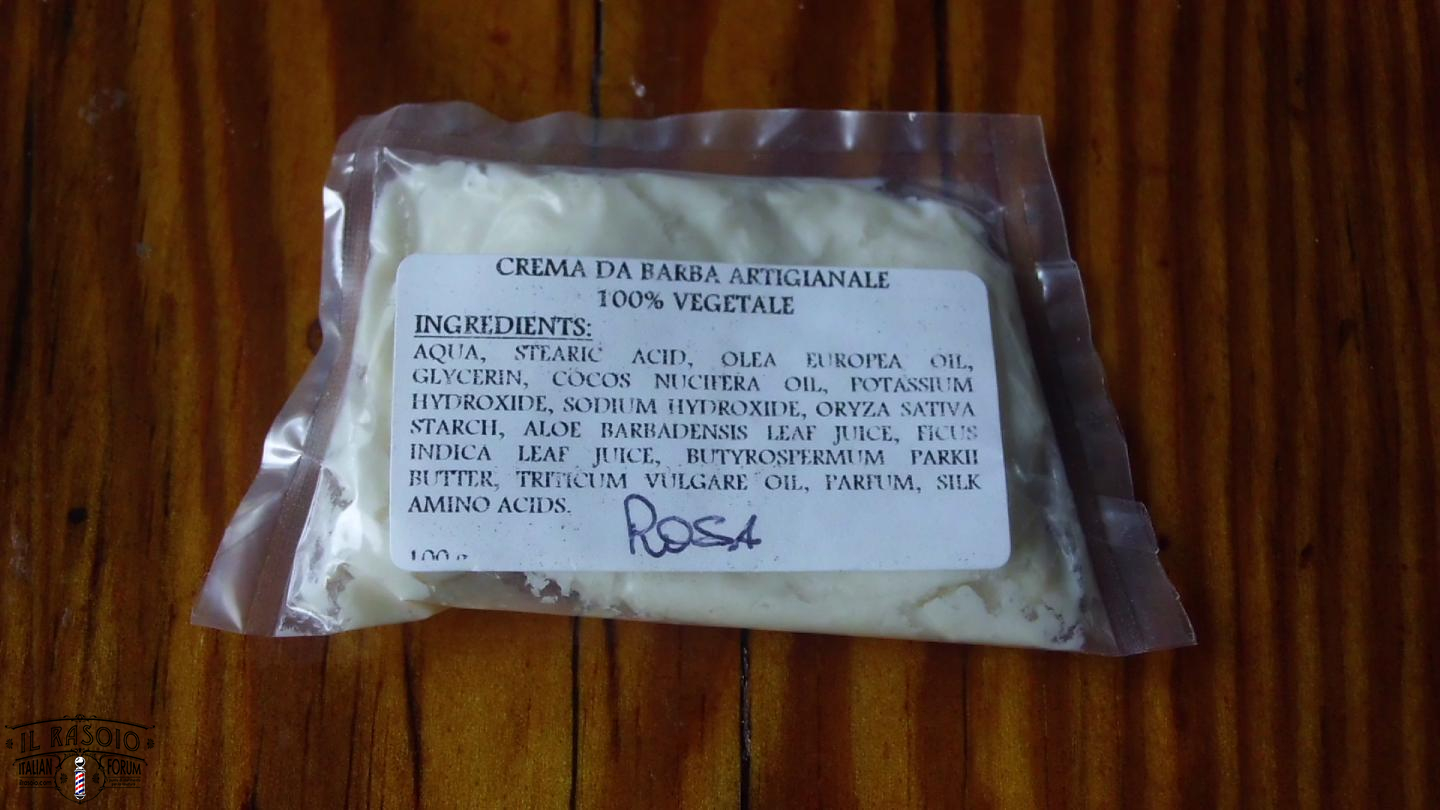 CREMA DA BARBA ARTIGIANALE
100% VEGETALE
INGREDIENTS:
AQUA, STEARIC ACID, OLEA EUROPEA OIL,
GLYCERIN, COCOS NUCIFERA OIL, POTASSIUM
HYDROXIDE, SODIUM HYDROXIDE, ORYZA SATIVA
STARCH, ALOE BARBADENSIS LEAF JUICE, FICUS
INDICA LEAF JUICE, BUTYROSPERMUM PARKII
BUTTER, TRITICUM VULGARE OIL, PARFUM, SILK
AMINO ACIDS.
ROSA
100 g
IL RASOIO
ITALIAN FORUM